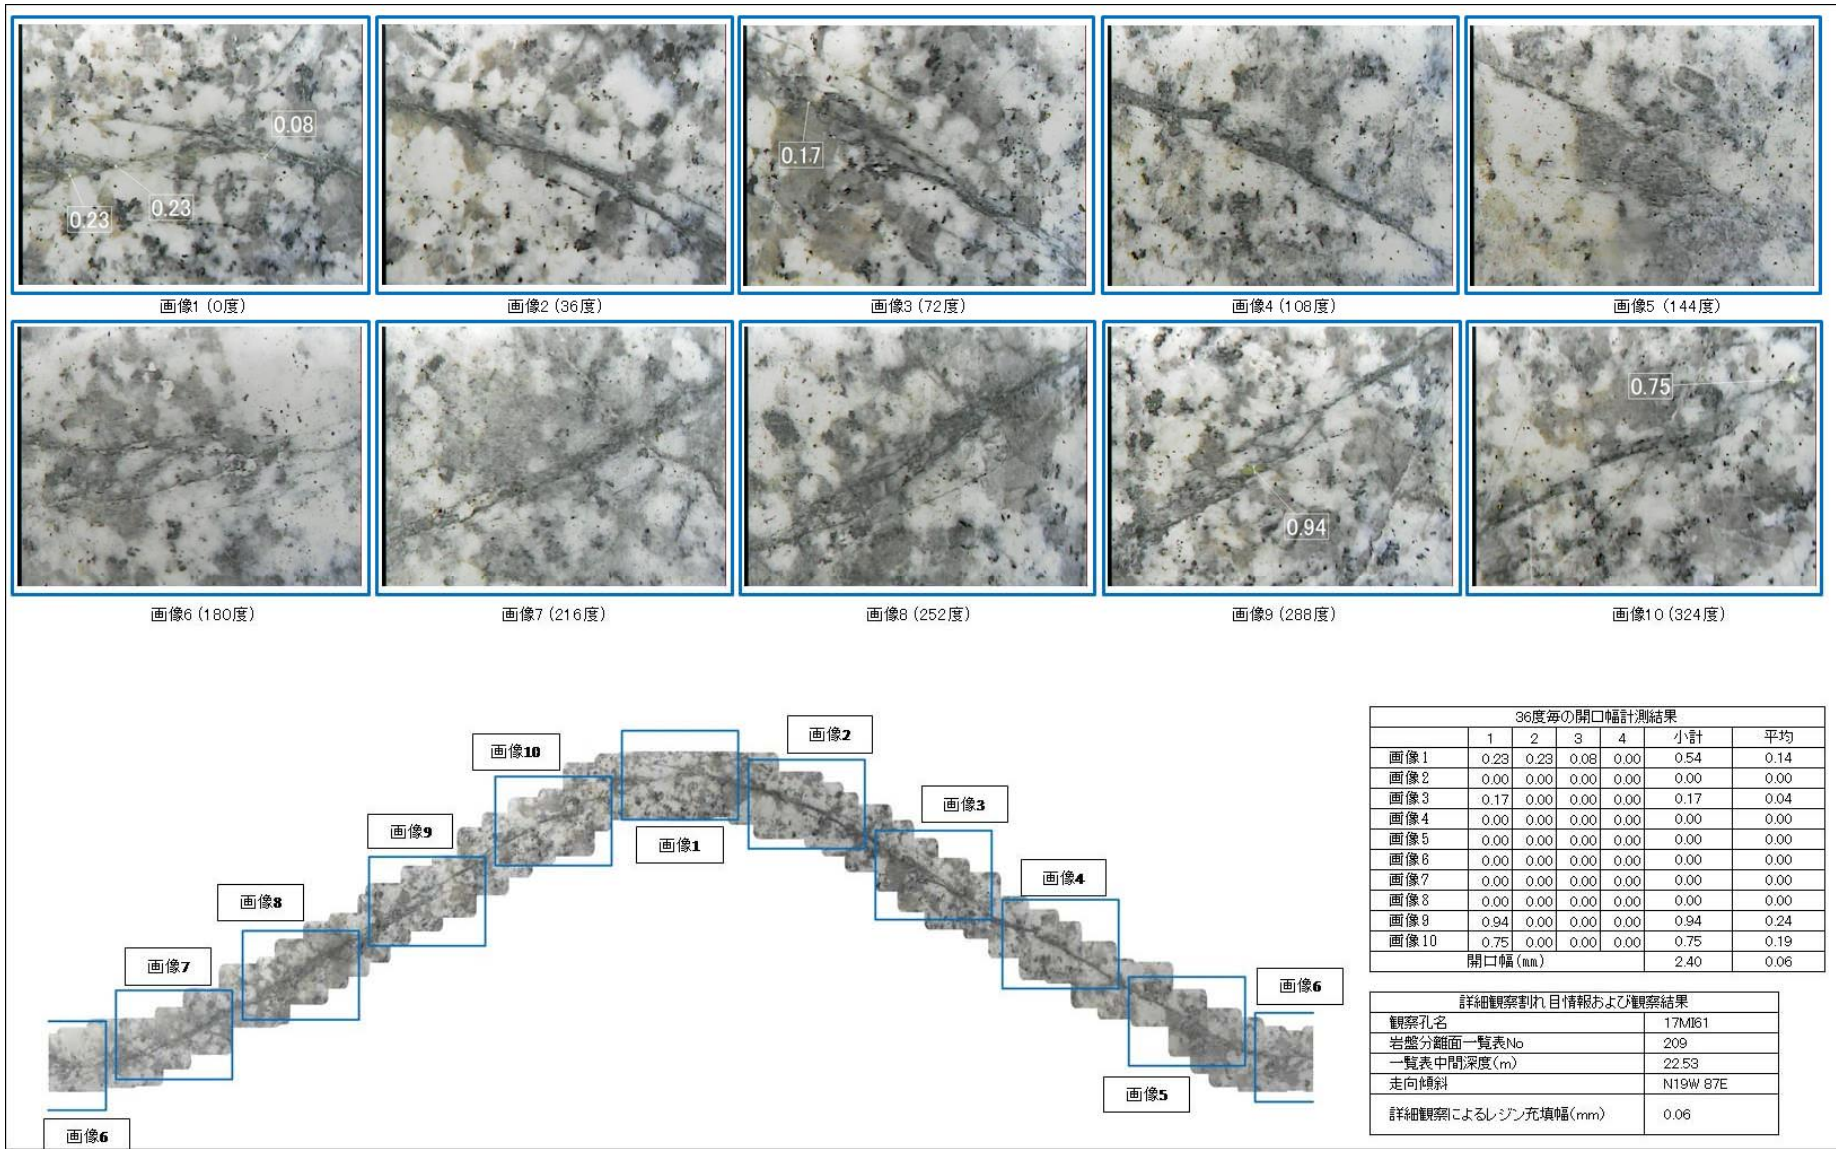 0.08
0.23
0.23
0.17
画像1 (0度)
画像2 (36度)
画像3 (72度)
画像4 (108度)
画像5 (144度)
0.94
0.75
画像6 (180度)
画像7 (216度)
画像8 (252度)
画像9 (288度)
画像10 (324度)
画像2
画像10
画像3
画像9
画像1
画像4
画像8
画像7
画像6
画像5
画像6
36度毎の開口幅計測結果
1 2 3 4 小計 平均
画像1 0.23 0.23 0.08 0.00 0.54 0.14
画像2 0.00 0.00 0.00 0.00 0.00 0.00
画像3 0.17 0.00 0.00 0.00 0.17 0.04
画像4 0.00 0.00 0.00 0.00 0.00 0.00
画像5 0.00 0.00 0.00 0.00 0.00 0.00
画像6 0.00 0.00 0.00 0.00 0.00 0.00
画像7 0.00 0.00 0.00 0.00 0.00 0.00
画像8 0.00 0.00 0.00 0.00 0.00 0.00
画像9 0.94 0.00 0.00 0.00 0.94 0.24
画像10 0.75 0.00 0.00 0.00 0.75 0.19
開口幅(mm) 2.40 0.06
詳細観察割れ目情報および観察結果
観察孔名 17MI61
岩盤分離面一覧表No 209
一覧表中間深度(m) 22.53
走向傾斜 N19W 87E
詳細観察によるレジン充填幅(mm) 0.06